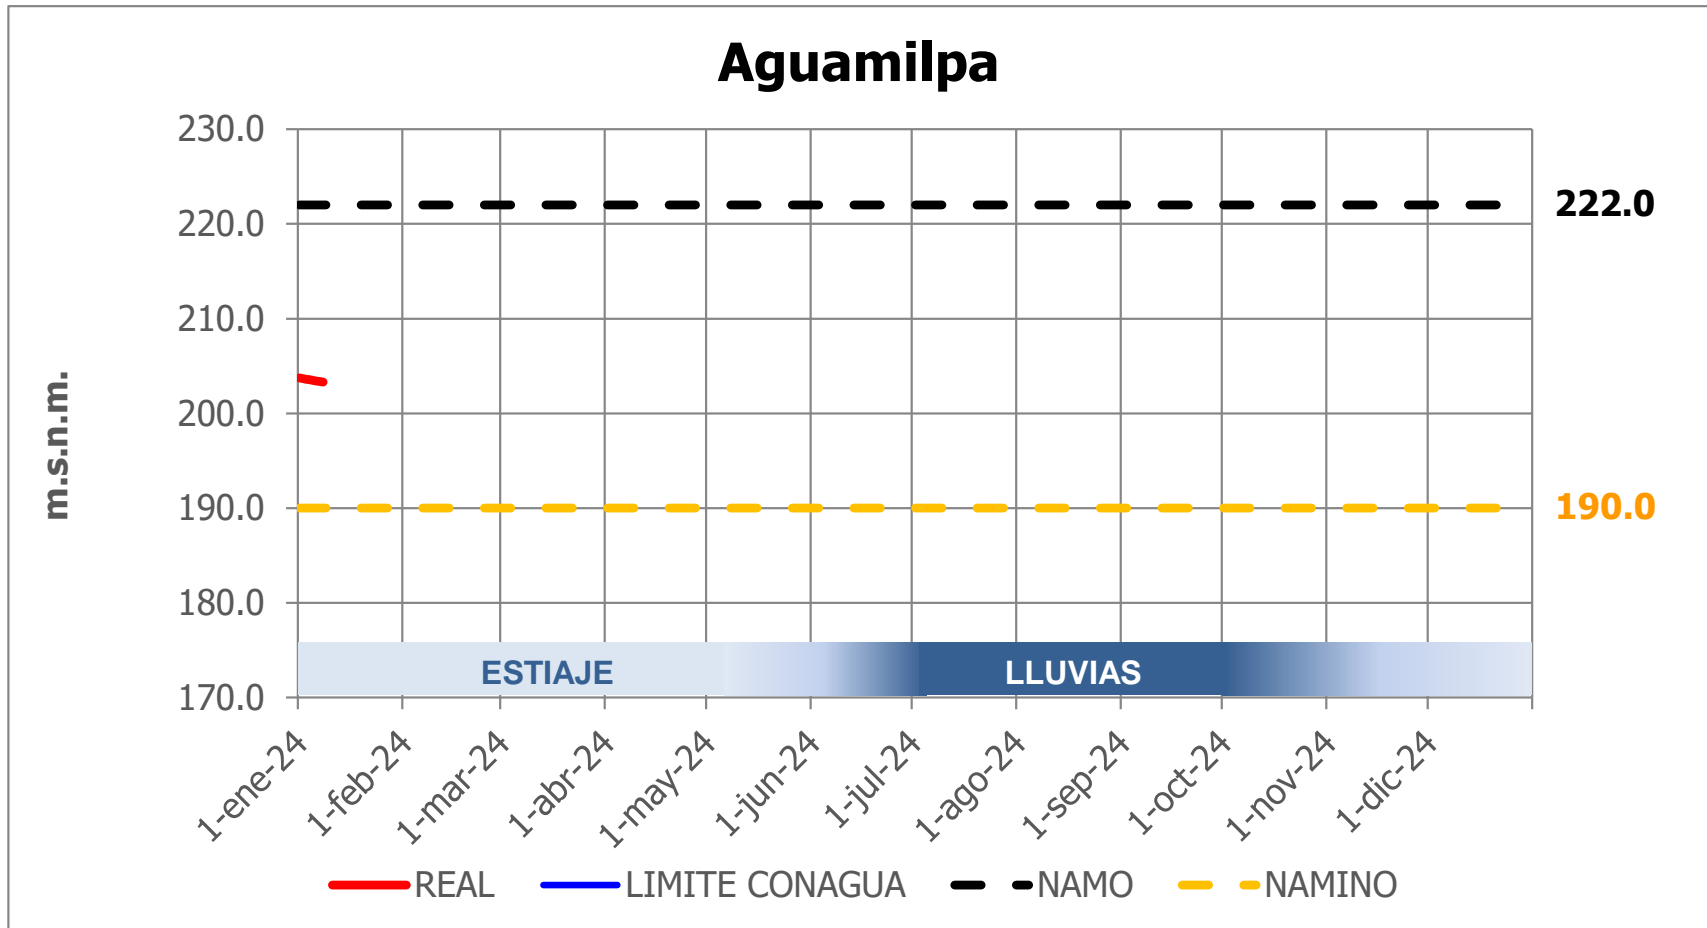 Aguamilpa
230.0
220.0
210.0
200.0
190.0
180.0
170.0
m.s.n.m.
222.0
190.0
ESTIAJE
LLUVIAS
1-ene-24
1-feb-24
1-mar-24
1-abr-24
1-may-24
1-jun-24
1-jul-24
1-ago-24
1-sep-24
1-oct-24
1-nov-24
1-dic-24
REAL LIMITE CONAGUA NAMO NAMINO